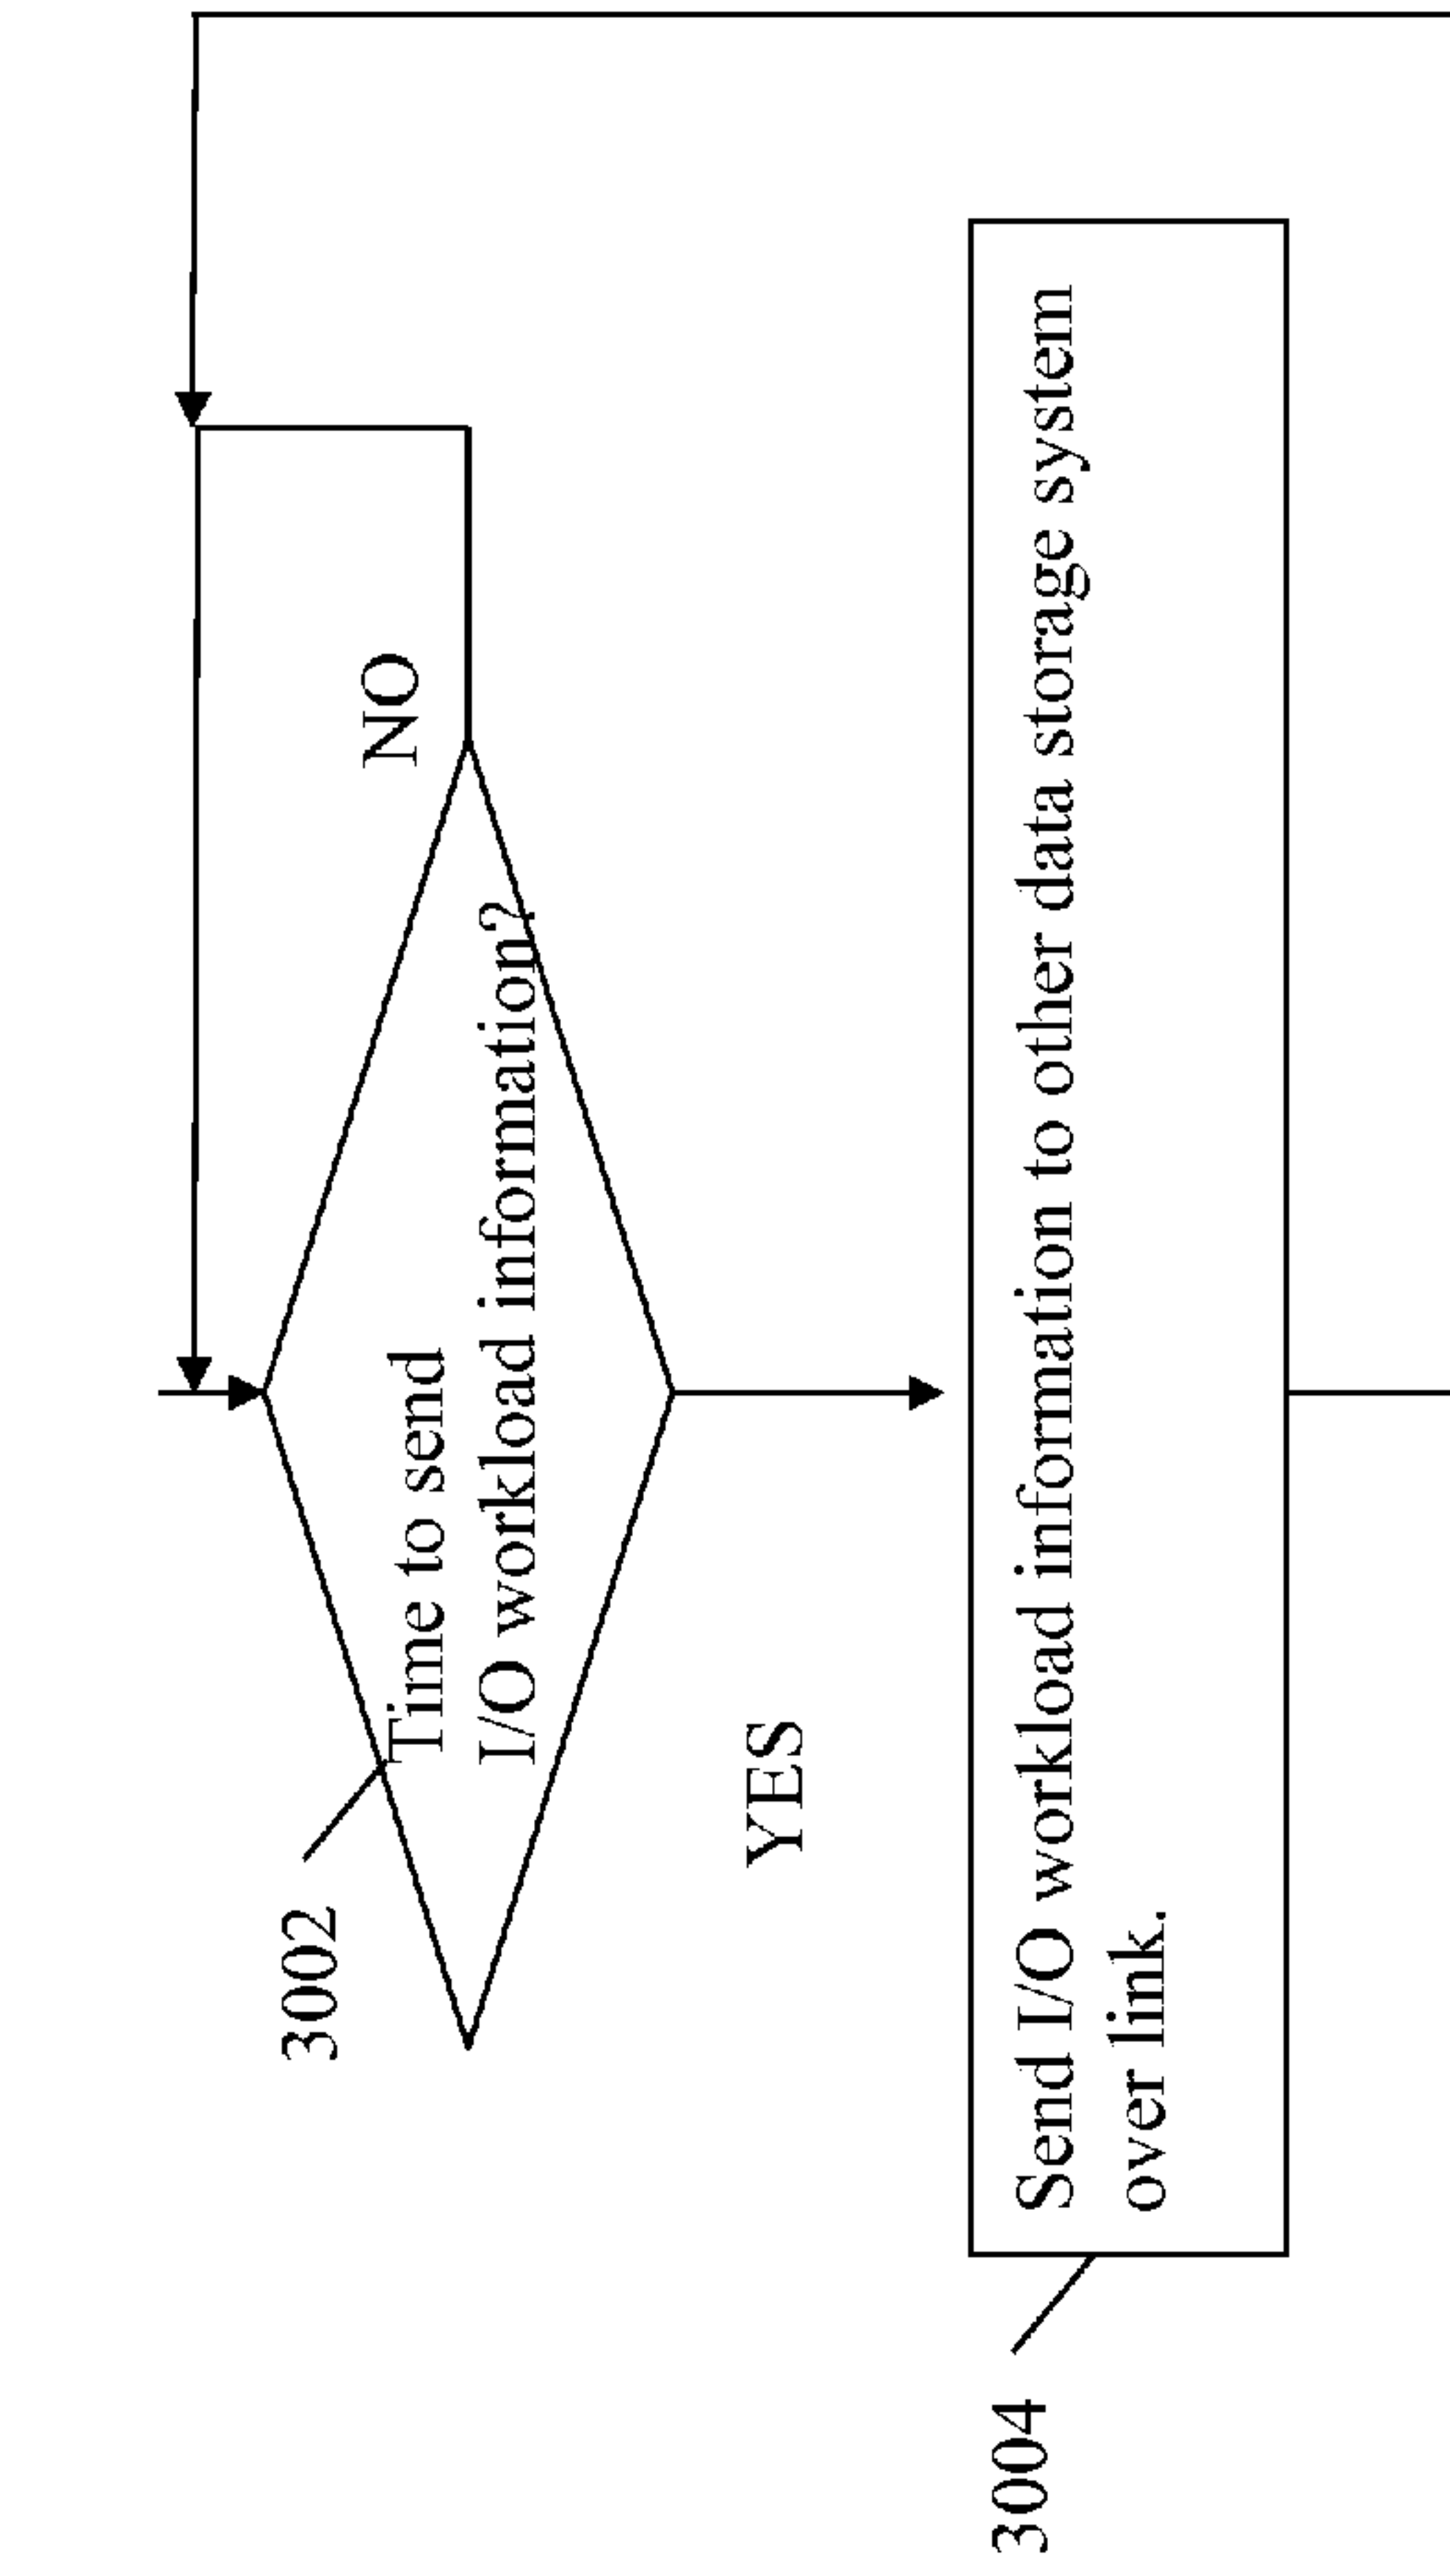 3002
Time to send
I/O workload information?
NO
YES
3004
Send I/O workload information to other data storage system
over link.